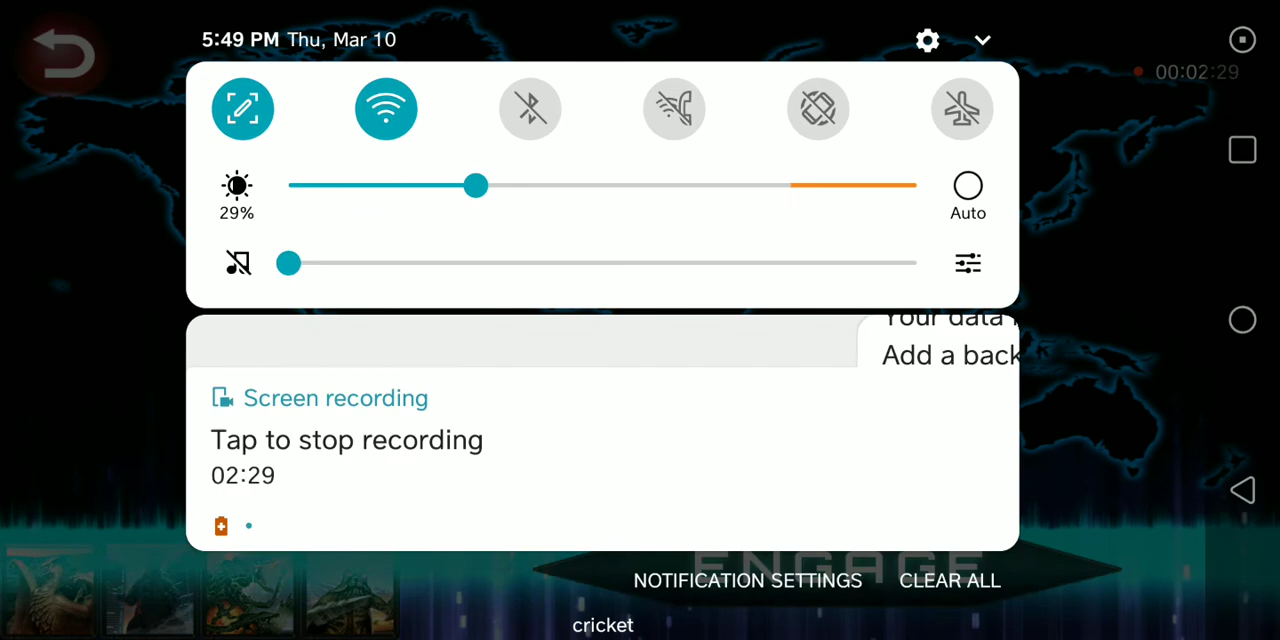 5:49 PM Thu, Mar 10
00:02:29
29%
Auto
Your data
Add a back
Screen recording
Tap to stop recording
02:29
ENGAGE
NOTIFICATION SETTINGS CLEAR ALL
cricket